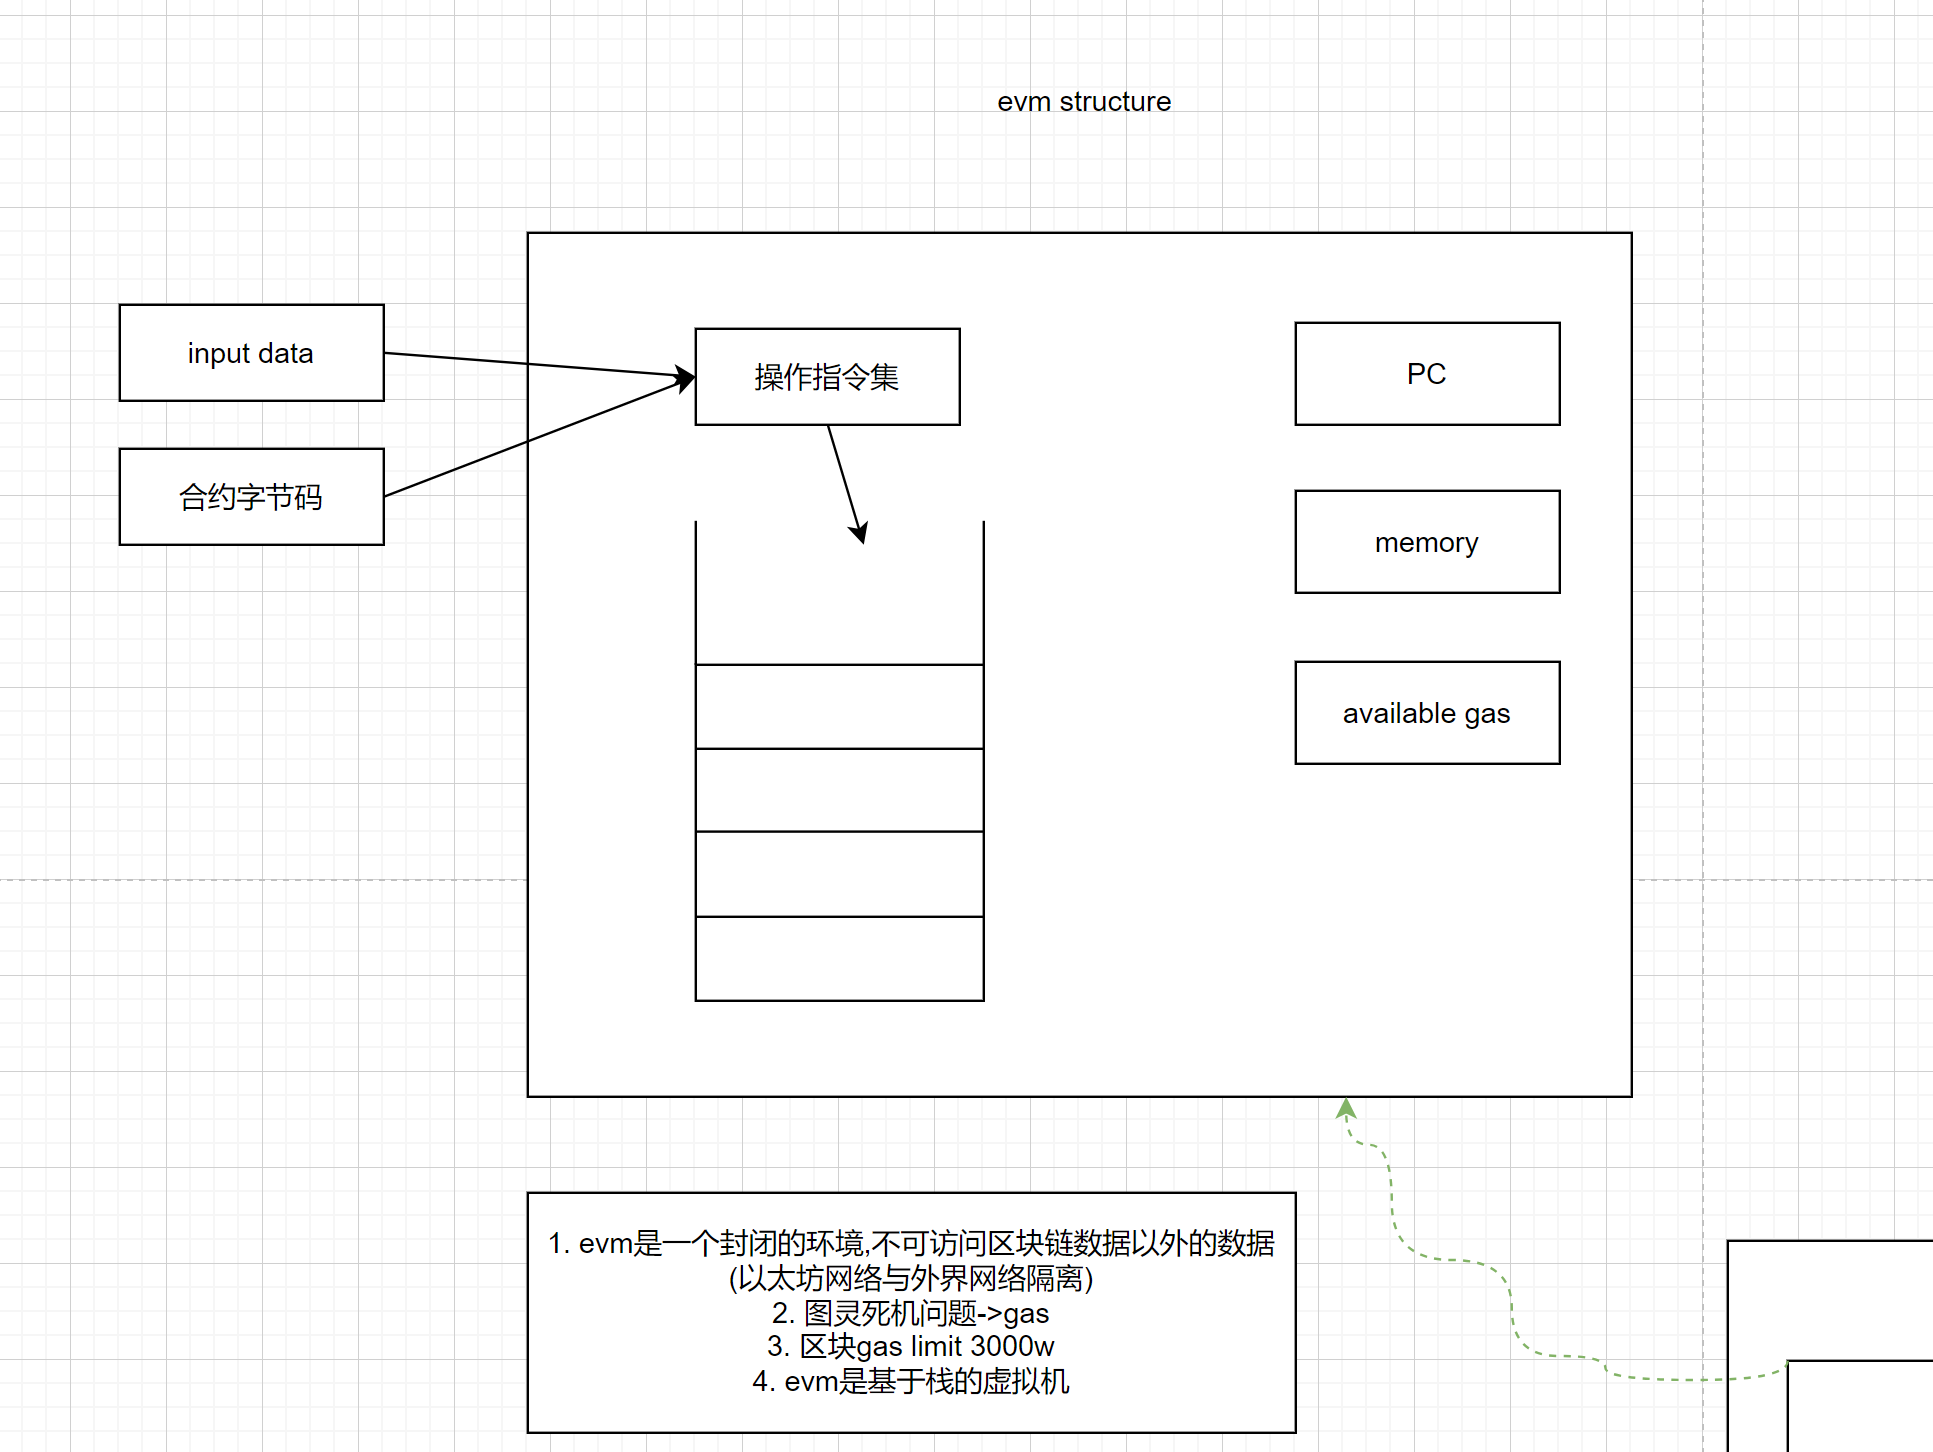 evm structure
input data
合约字节码
操作指令集
PC
memory
available gas
1. evm是一个封闭的环境,不可访问区块链数据以外的数据
(以太坊网络与外界网络隔离)
2. 图灵死机问题->gas
3. 区块gas limit 3000w
4. evm是基于栈的虚拟机